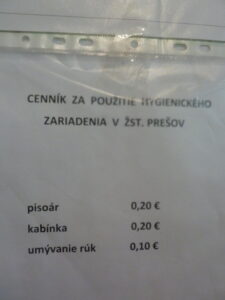 CENNÍK ZA POUŽITIE HYGIENICKÉHO
ZARIADENIA V ŽST. PREŠOV
pisoár 0,20 €
kabínka 0,20 €
umývanie rúk 0,10 €